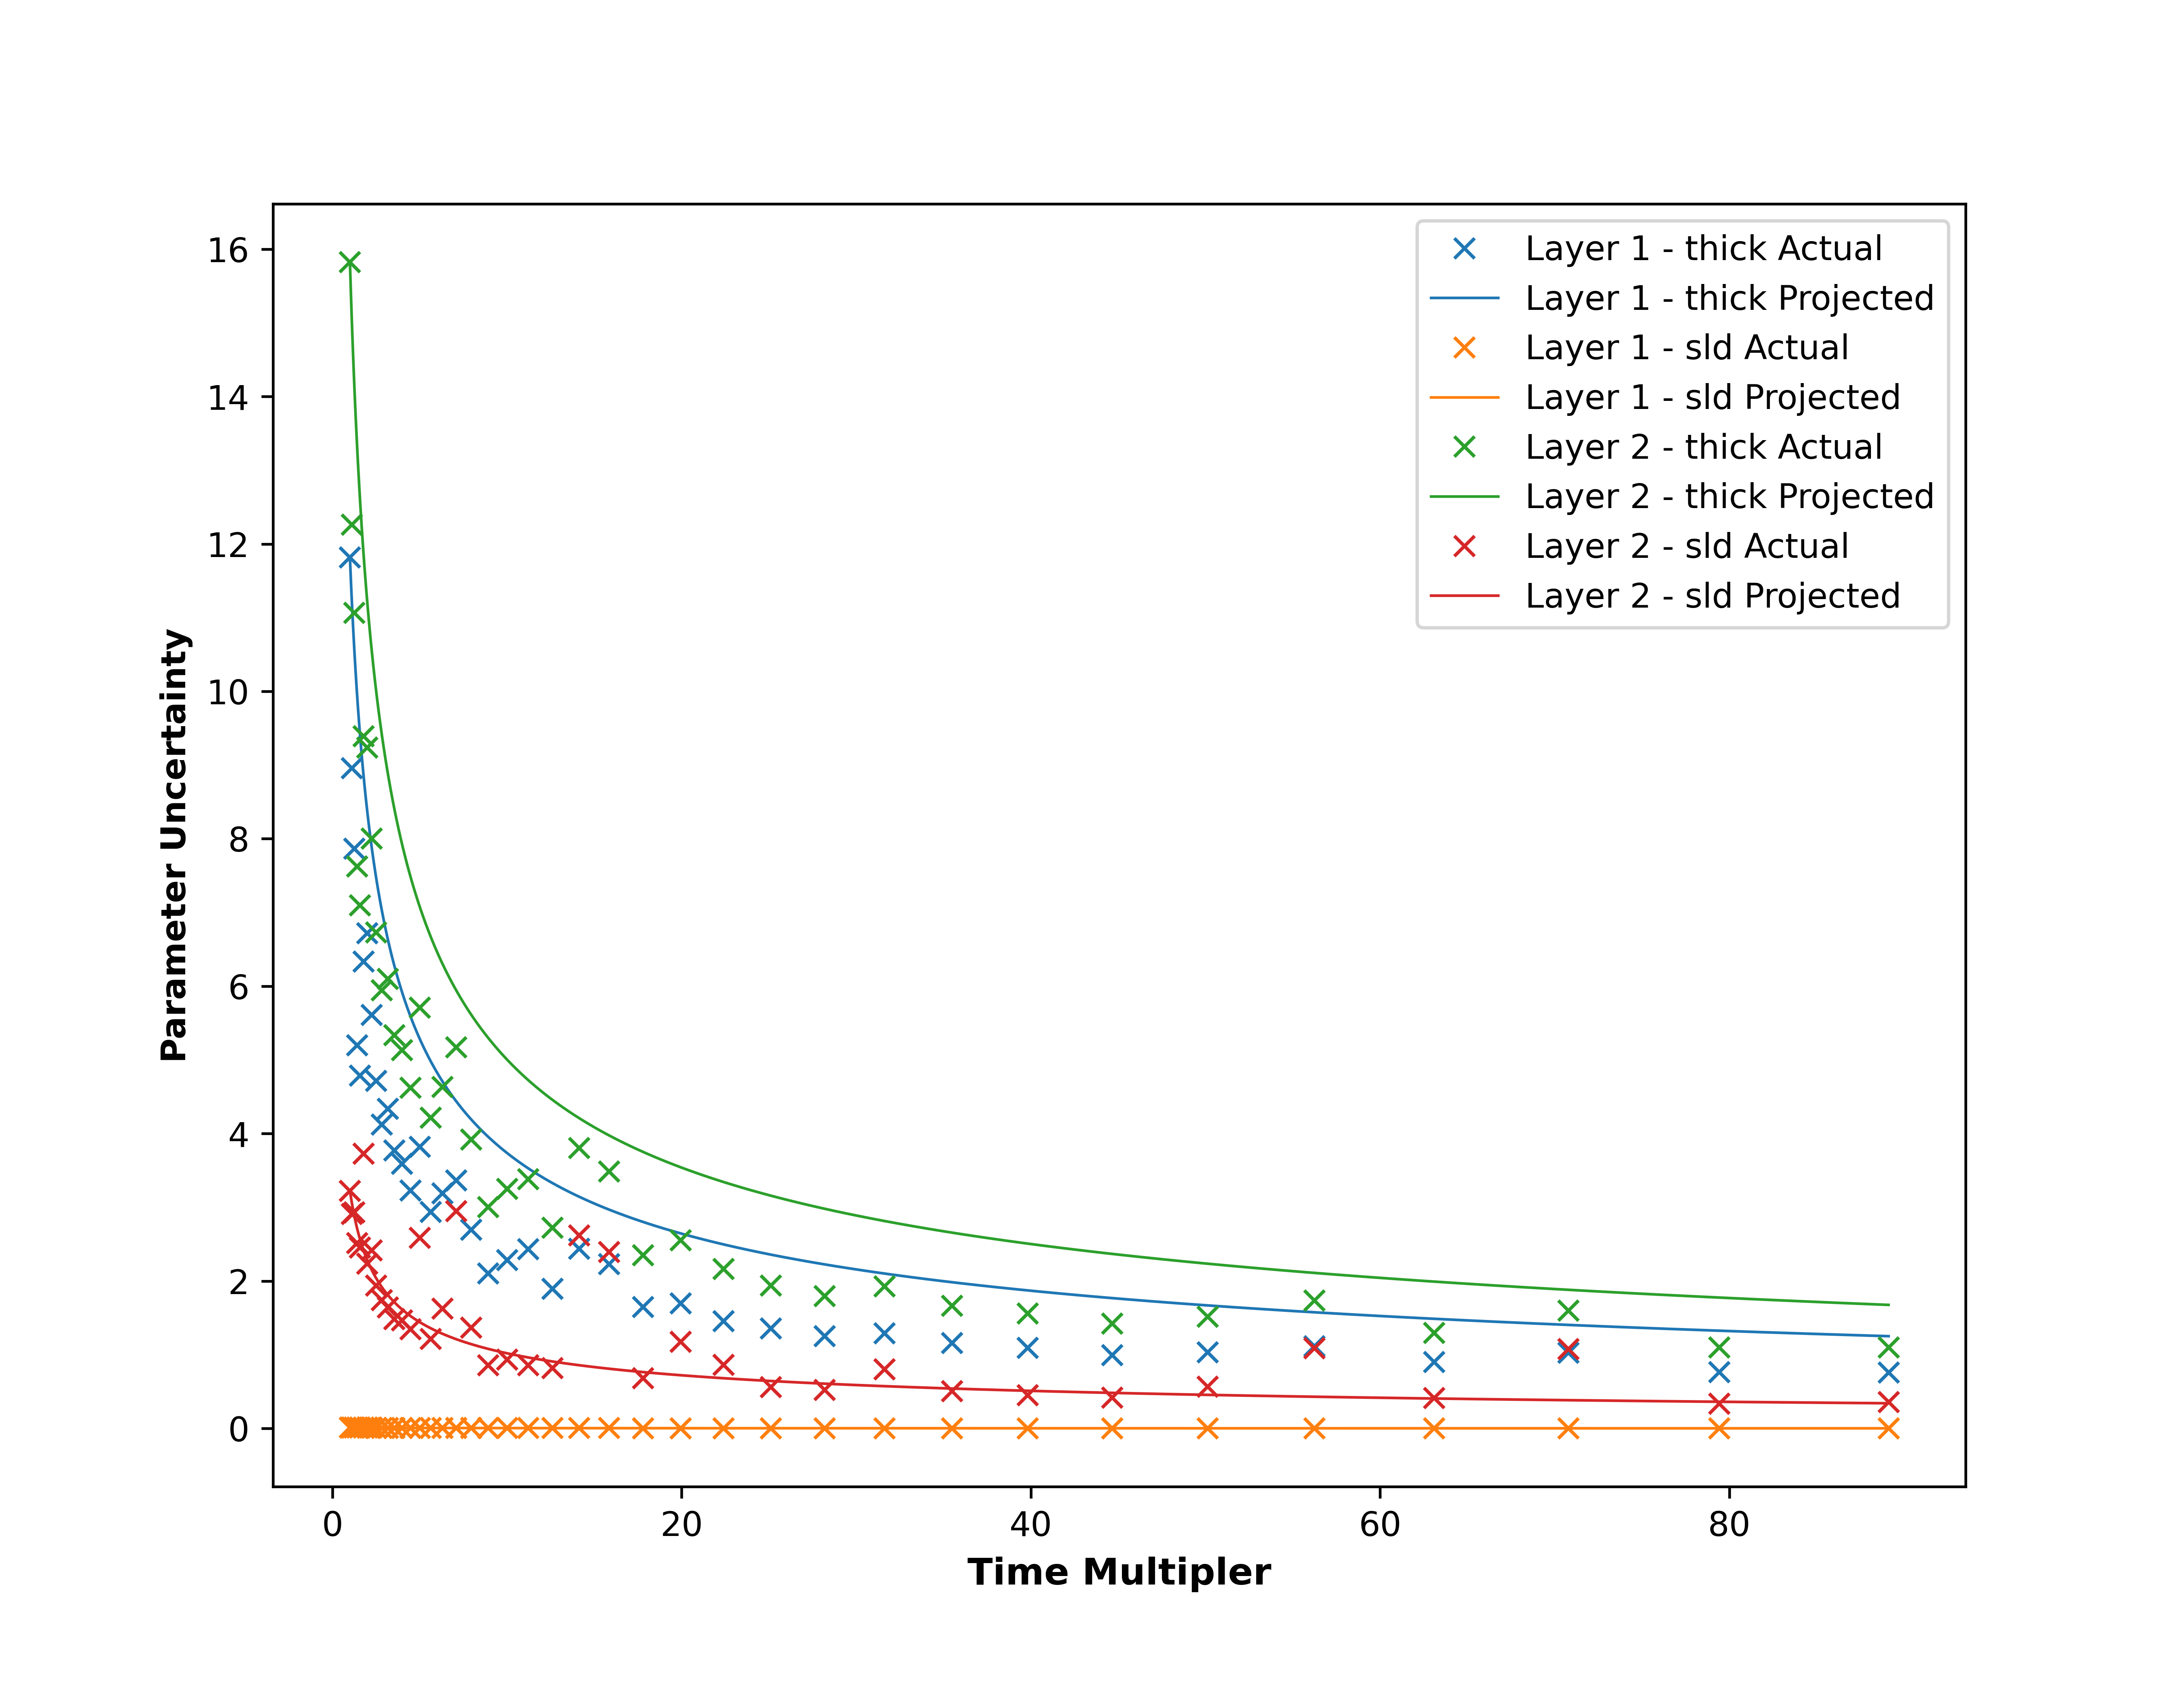 16
14
12
10
8
6
4
2
0
Parameter Uncertainty
Layer 1 - thick Actual
Layer 1 - thick Projected
Layer 1 - sld Actual
Layer 1 - sld Projected
Layer 2 - thick Actual
Layer 2 - thick Projected
Layer 2 - sld Actual
Layer 2 - sld Projected
0 20 40 60 80
Time Multipler